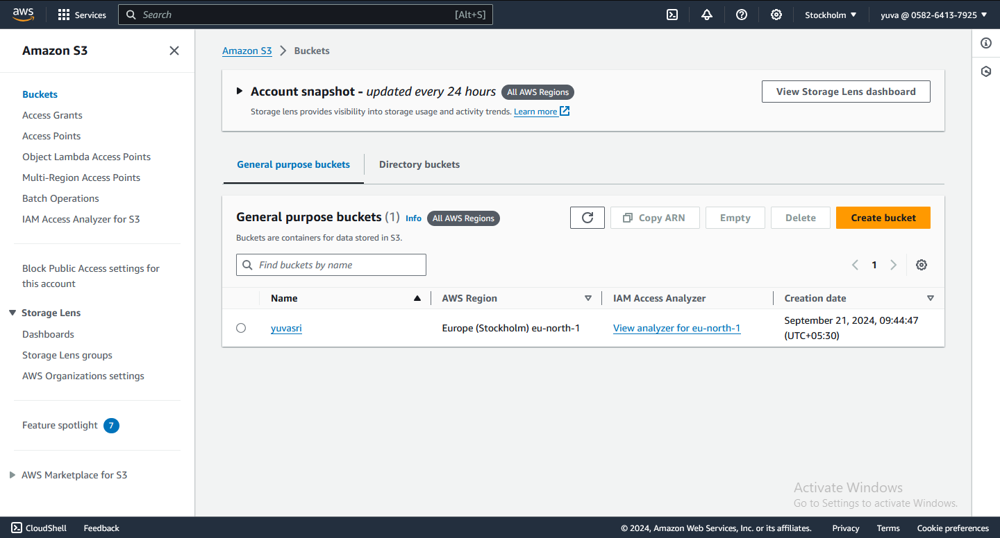 aws
Services
Search [Alt+S]
Stockholm
yuva @ 0582-6413-7925
Amazon S3
Buckets
Access Grants
Access Points
Object Lambda Access Points
Multi-Region Access Points
Batch Operations
IAM Access Analyzer for S3
Block Public Access settings for
this account
Storage Lens
Dashboards
Storage Lens groups
AWS Organizations settings
Feature spotlight 7
AWS Marketplace for S3
Amazon S3 Buckets
Account snapshot - updated every 24 hours All AWS Regions
Storage lens provides visibility into storage usage and activity trends. Learn more
View Storage Lens dashboard
General purpose buckets Directory buckets
General purpose buckets (1) Info All AWS Regions
Copy ARN Empty Delete Create bucket
Buckets are containers for data stored in S3.
Find buckets by name
1
Name AWS Region IAM Access Analyzer Creation date
yuvasri Europe (Stockholm) eu-north-1 View analyzer for eu-north-1 September 21, 2024, 09:44:47
(UTC+05:30)
Activate Windows
Go to Settings to activate Windows.
CloudShell Feedback © 2024, Amazon Web Services, Inc. or its affiliates. Privacy Terms Cookie preferences